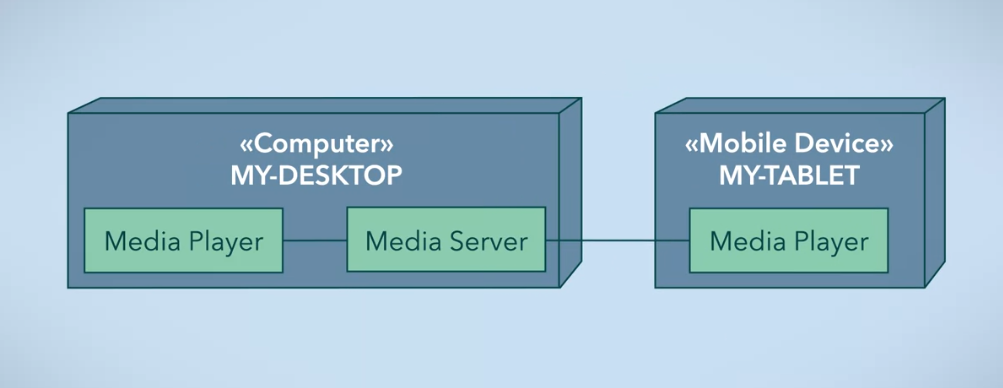 «Computer»
MY-DESKTOP
Media Player
Media Server
«Mobile Device»
MY-TABLET
Media Player